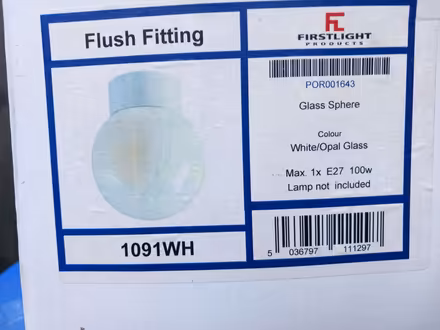 Flush Fitting
FIRSTLIGHT
PRODUCTS
POR001643
Glass Sphere
Colour
White/Opal Glass
Max. 1x E27 100w
Lamp not included
1091WH
5 036797 111297